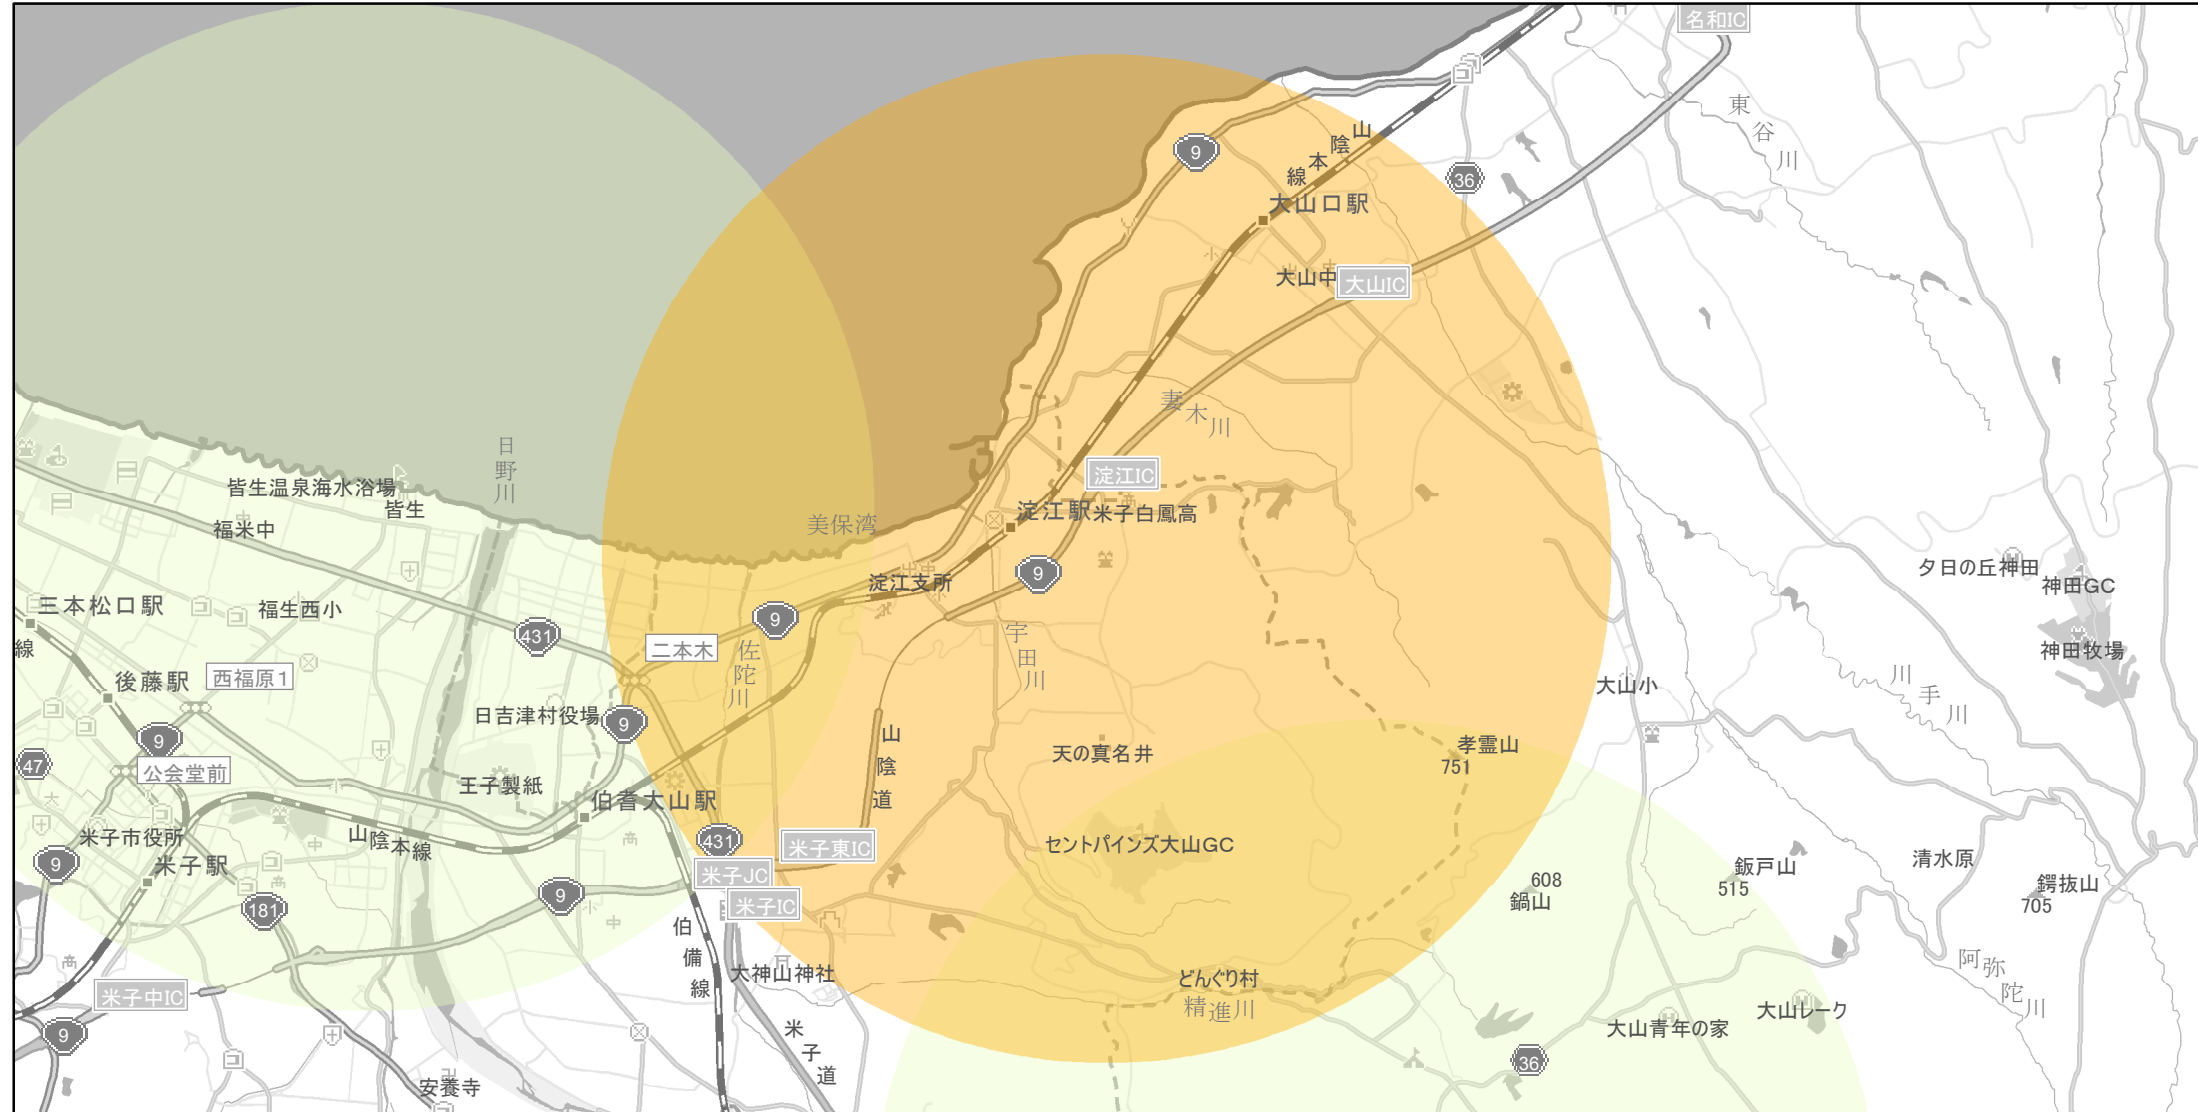 名和IC
東谷川
9
山陰本線
36
大山口駅
大山中
大山IC
妻木川
日野川
皆生温泉海水浴場
皆生
福米中
淀江IC
淀江駅
米子白鳳高
美保湾
9
淀江支所
夕日の丘神田
神田GC
神田牧場
三本松口駅
線
福生西小
431
9
二本木
佐陀川
宇田川
後藤駅
西福原1
大山小
川手川
日吉津村役場
9
9
47
公会堂前
山陰道
天の真名井
孝霊山
751
王子製紙
伯耆大山駅
米子市役所
山陰本線
431
米子東IC
セントパインズ大山GC
9
米子駅
米子JC
米子IC
9
181
608
鍋山
鈑戸山
515
清水原
鍔抜山
705
伯備線
大神山神社
どんぐり村
精進川
阿弥陀川
米子中IC
9
米子道
大山青年の家
大山レーク
36
安養寺